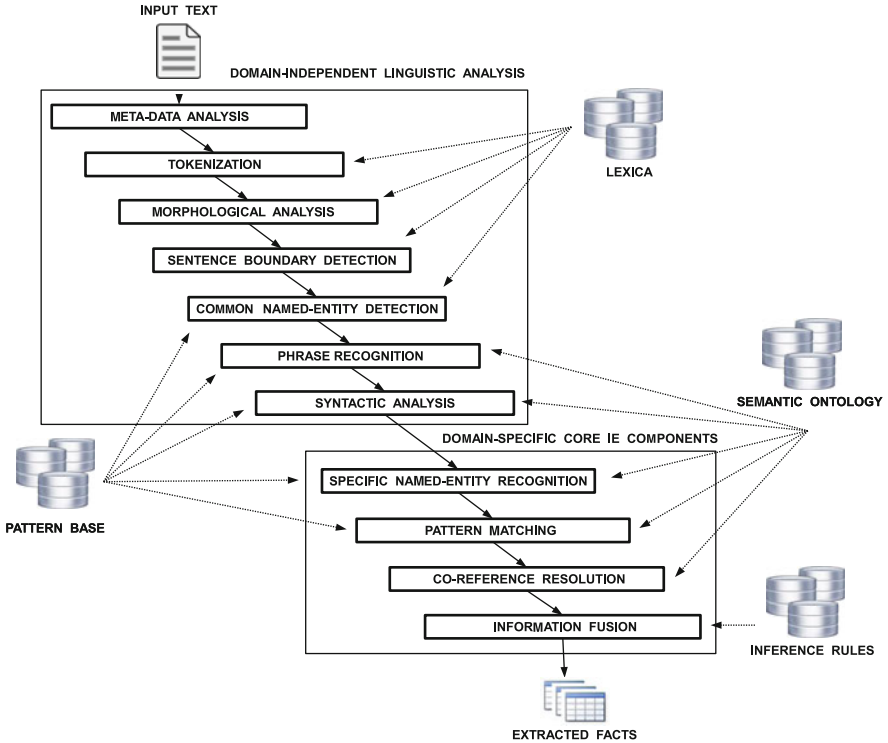 INPUT TEXT
DOMAIN-INDEPENDENT LINGUISTIC ANALYSIS
META-DATA ANALYSIS
TOKENIZATION
LEXICA
MORPHOLOGICAL ANALYSIS
SENTENCE BOUNDARY DETECTION
COMMON NAMED-ENTITY DETECTION
PHRASE RECOGNITION
SYNTACTIC ANALYSIS
SEMANTIC ONTOLOGY
DOMAIN-SPECIFIC CORE IE COMPONENTS
SPECIFIC NAMED-ENTITY RECOGNITION
PATTERN BASE
PATTERN MATCHING
CO-REFERENCE RESOLUTION
INFORMATION FUSION
INFERENCE RULES
EXTRACTED FACTS